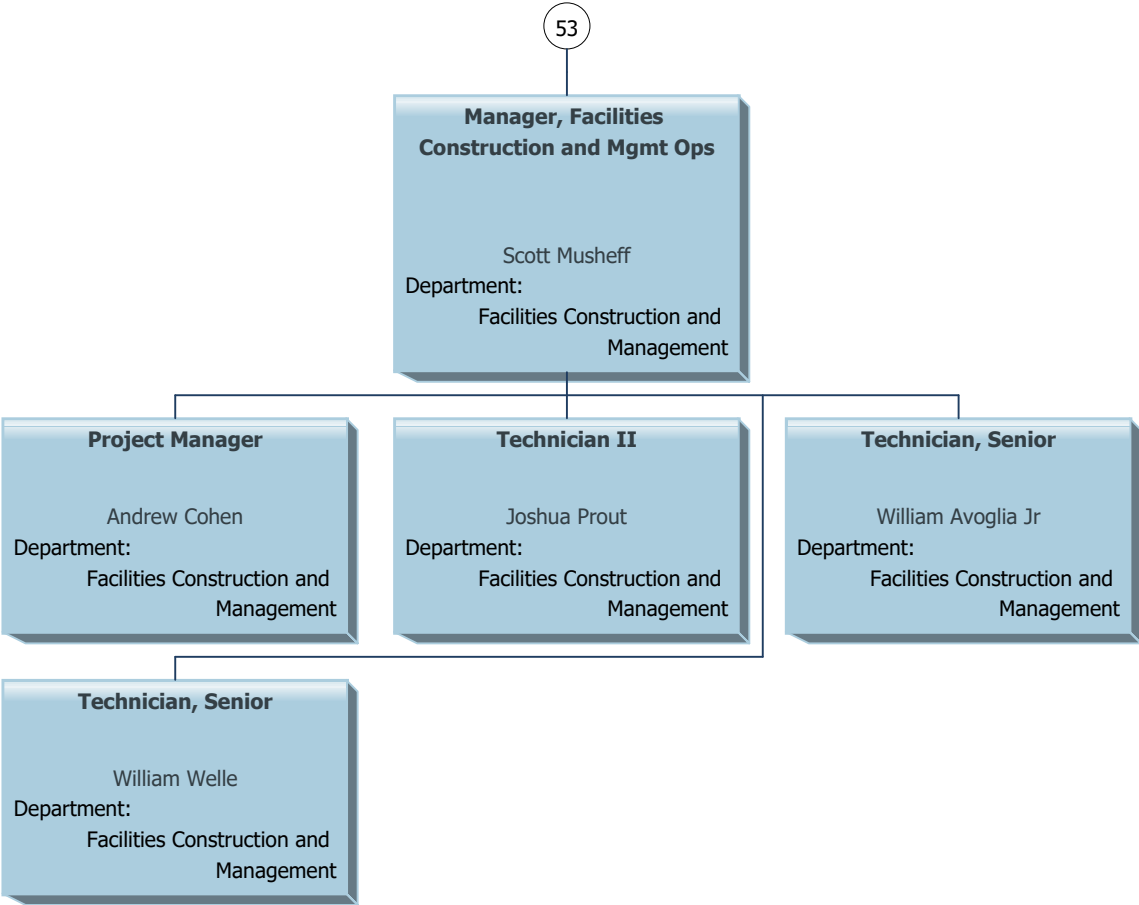 53
Manager, Facilities
Construction and Mgmt Ops
Scott Musheff
Department:
Facilities Construction and
Management
Project Manager
Andrew Cohen
Department:
Facilities Construction and
Management
Technician II
Joshua Prout
Department:
Facilities Construction and
Management
Technician, Senior
William Avoglia Jr
Department:
Facilities Construction and
Management
Technician, Senior
William Welle
Department:
Facilities Construction and
Management